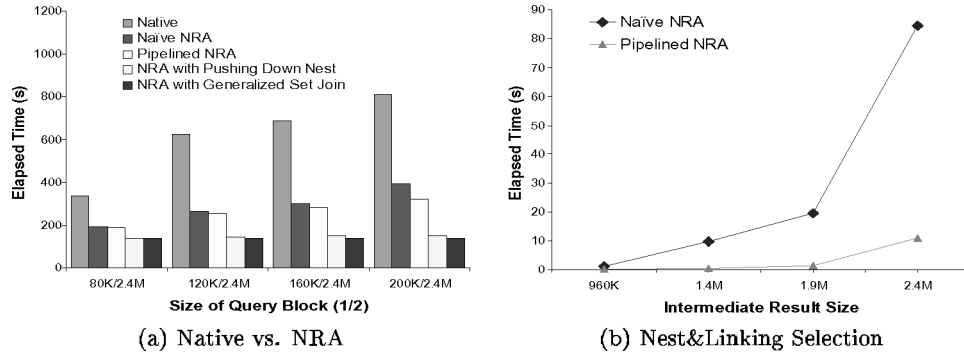 1200
1000
800
600
400
200
0
Elapsed Time (s)
Native
Naïve NRA
Pipelined NRA
NRA with Pushing Down Nest
NRA with Generalized Set Join
80K/2.4M 120K/2.4M 160K/2.4M 200K/2.4M
Size of Query Block (1/2)
(a) Native vs. NRA
90
80
70
60
50
40
30
20
10
0
Elapsed Time (s)
Naïve NRA
Pipelined NRA
960K 1.4M 1.9M 2.4M
Intermediate Result Size
(b) Nest&Linking Selection